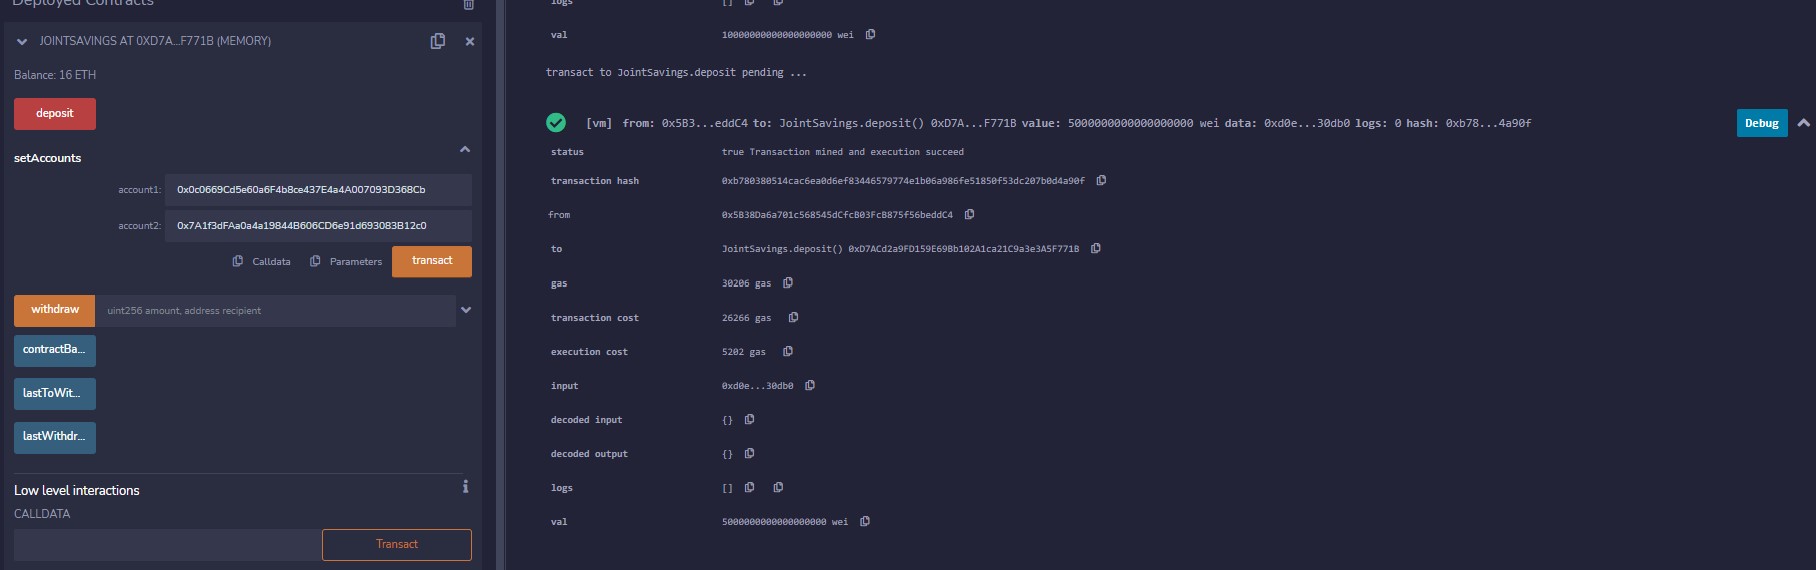 Deployed Contracts
JOINTSAVINGS AT 0XD7A...F771B (MEMORY)
Balance: 16 ETH
deposit
setAccounts
account1: 0x0c0669Cd5e60a6F4b8ce437E4a4A007093D368Cb
account2: 0x7A1f3dFAa0a4a19844B606CD6e91d693083B12c0
Calldata Parameters transact
withdraw uint256 amount, address recipient
contractBa...
lastToWit...
lastWithdr...
Low level interactions
CALLDATA
Transact
logs []
val 10000000000000000000 wei
transact to JointSavings.deposit pending ...
[vm] from: 0x5B3...eddC4 to: JointSavings.deposit() 0xD7A...F771B value: 5000000000000000000 wei data: 0xd0e...30db0 logs: 0 hash: 0xb78...4a90f
Debug
status true Transaction mined and execution succeed
transaction hash 0xb780380514cac6ea0d6ef83446579774e1b06a986fe51850f53dc207b0d4a90f
from 0x5B38Da6a701c568545dCfcB03FcB875f56beddC4
to JointSavings.deposit() 0xD7ACd2a9FD159E69Bb102A1ca21C9a3e3A5F771B
gas 30206 gas
transaction cost 26266 gas
execution cost 5202 gas
input 0xd0e...30db0
decoded input {}
decoded output {}
logs []
val 5000000000000000000 wei